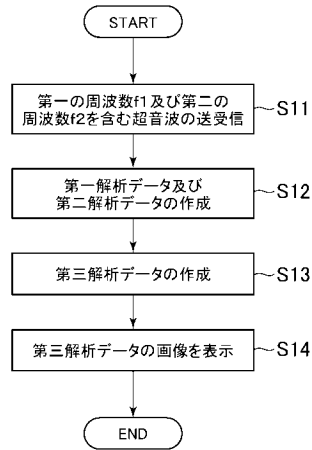 START
第一の周波数f1及び第二の
周波数f2を含む超音波の送受信
S11
第一解析データ及び
第二解析データの作成
S12
第三解析データの作成
S13
第三解析データの画像を表示
S14
END